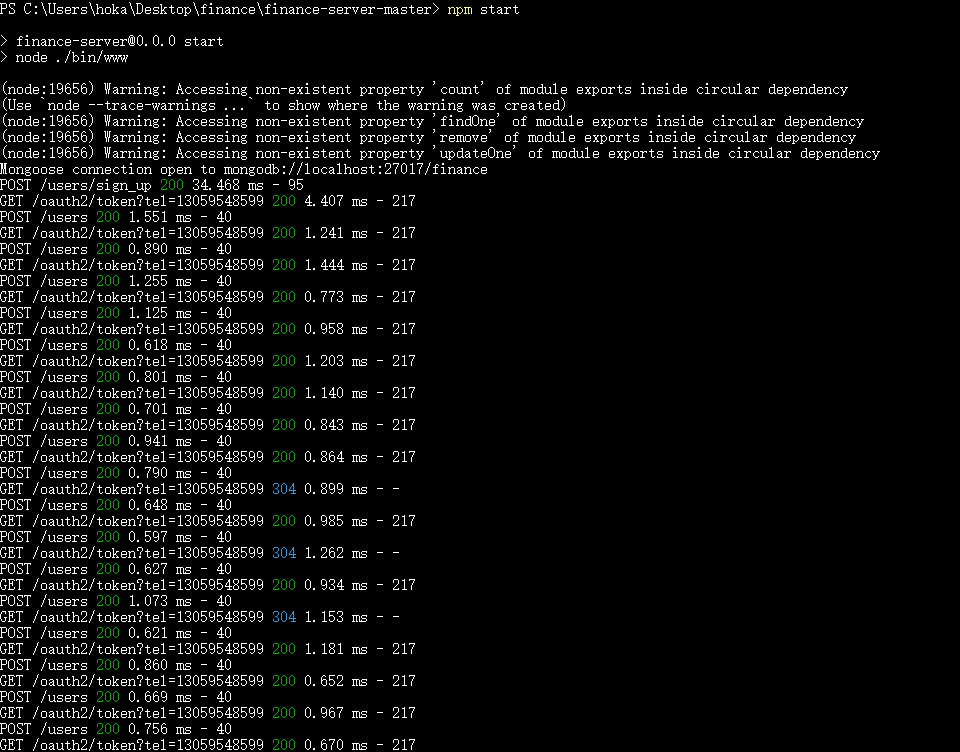 PS C:\Users\hoka\Desktop\finance\finance-server-master> npm start
> finance-server@0.0.0 start
> node ./bin/www
(node:19656) Warning: Accessing non-existent property 'count' of module exports inside circular dependency
(Use `node --trace-warnings ...` to show where the warning was created)
(node:19656) Warning: Accessing non-existent property 'findOne' of module exports inside circular dependency
(node:19656) Warning: Accessing non-existent property 'remove' of module exports inside circular dependency
(node:19656) Warning: Accessing non-existent property 'updateOne' of module exports inside circular dependency
Mongoose connection open to mongodb://localhost:27017/finance
POST /users/sign_up 200 34.468 ms - 95
GET /oauth2/token?tel=13059548599 200 4.407 ms - 217
POST /users 200 1.551 ms - 40
GET /oauth2/token?tel=13059548599 200 1.241 ms - 217
POST /users 200 0.890 ms - 40
GET /oauth2/token?tel=13059548599 200 1.444 ms - 217
POST /users 200 1.255 ms - 40
GET /oauth2/token?tel=13059548599 200 0.773 ms - 217
POST /users 200 1.125 ms - 40
GET /oauth2/token?tel=13059548599 200 0.958 ms - 217
POST /users 200 0.618 ms - 40
GET /oauth2/token?tel=13059548599 200 1.203 ms - 217
POST /users 200 0.801 ms - 40
GET /oauth2/token?tel=13059548599 200 1.140 ms - 217
POST /users 200 0.701 ms - 40
GET /oauth2/token?tel=13059548599 200 0.843 ms - 217
POST /users 200 0.941 ms - 40
GET /oauth2/token?tel=13059548599 200 0.864 ms - 217
POST /users 200 0.790 ms - 40
GET /oauth2/token?tel=13059548599 304 0.899 ms - -
POST /users 200 0.648 ms - 40
GET /oauth2/token?tel=13059548599 200 0.985 ms - 217
POST /users 200 0.597 ms - 40
GET /oauth2/token?tel=13059548599 304 1.262 ms - -
POST /users 200 0.627 ms - 40
GET /oauth2/token?tel=13059548599 200 0.934 ms - 217
POST /users 200 1.073 ms - 40
GET /oauth2/token?tel=13059548599 304 1.153 ms - -
POST /users 200 0.621 ms - 40
GET /oauth2/token?tel=13059548599 200 1.181 ms - 217
POST /users 200 0.860 ms - 40
GET /oauth2/token?tel=13059548599 200 0.652 ms - 217
POST /users 200 0.669 ms - 40
GET /oauth2/token?tel=13059548599 200 0.967 ms - 217
POST /users 200 0.756 ms - 40
GET /oauth2/token?tel=13059548599 200 0.670 ms - 217